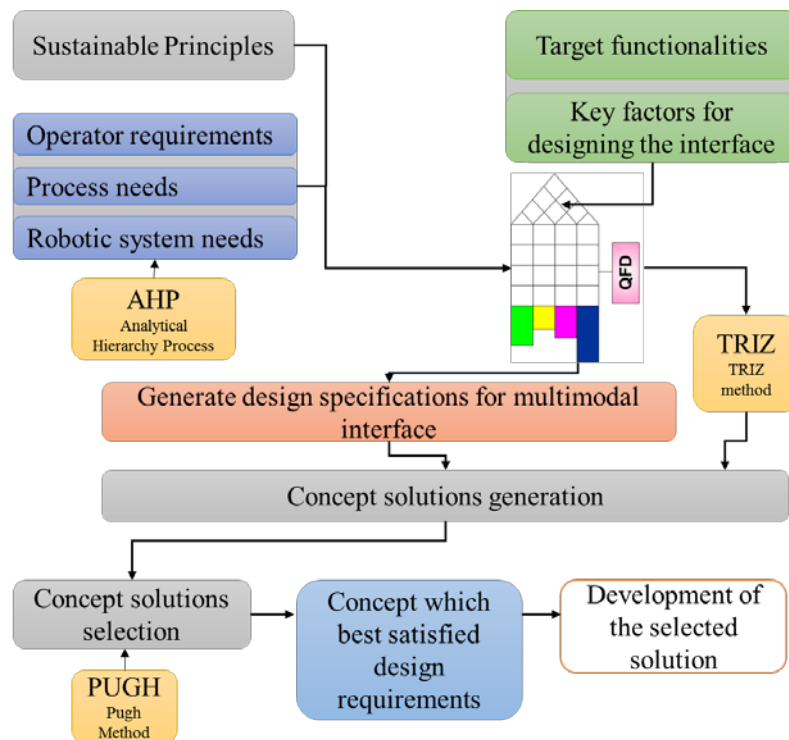 Sustainable Principles
Target functionalities
Key factors for
designing the interface
Operator requirements
Process needs
Robotic system needs
AHP
Analytical
Hierarchy Process
QFD
TRIZ
TRIZ
method
Generate design specifications for multimodal
interface
Concept solutions generation
Concept solutions
selection
PUGH
Pugh
Method
Concept which
best satisfied
design
requirements
Development of
the selected
solution